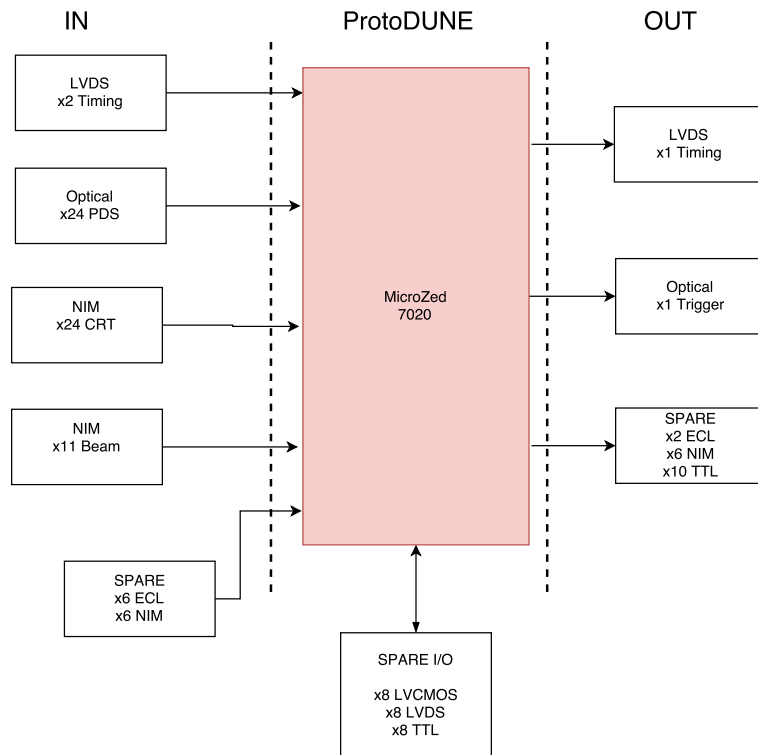 IN
ProtoDUNE
OUT
LVDS
x2 Timing
Optical
x24 PDS
NIM
x24 CRT
NIM
x11 Beam
SPARE
x6 ECL
x6 NIM
MicroZed
7020
LVDS
x1 Timing
Optical
x1 Trigger
SPARE
x2 ECL
x6 NIM
x10 TTL
SPARE I/O
x8 LVCMOS
x8 LVDS
x8 TTL